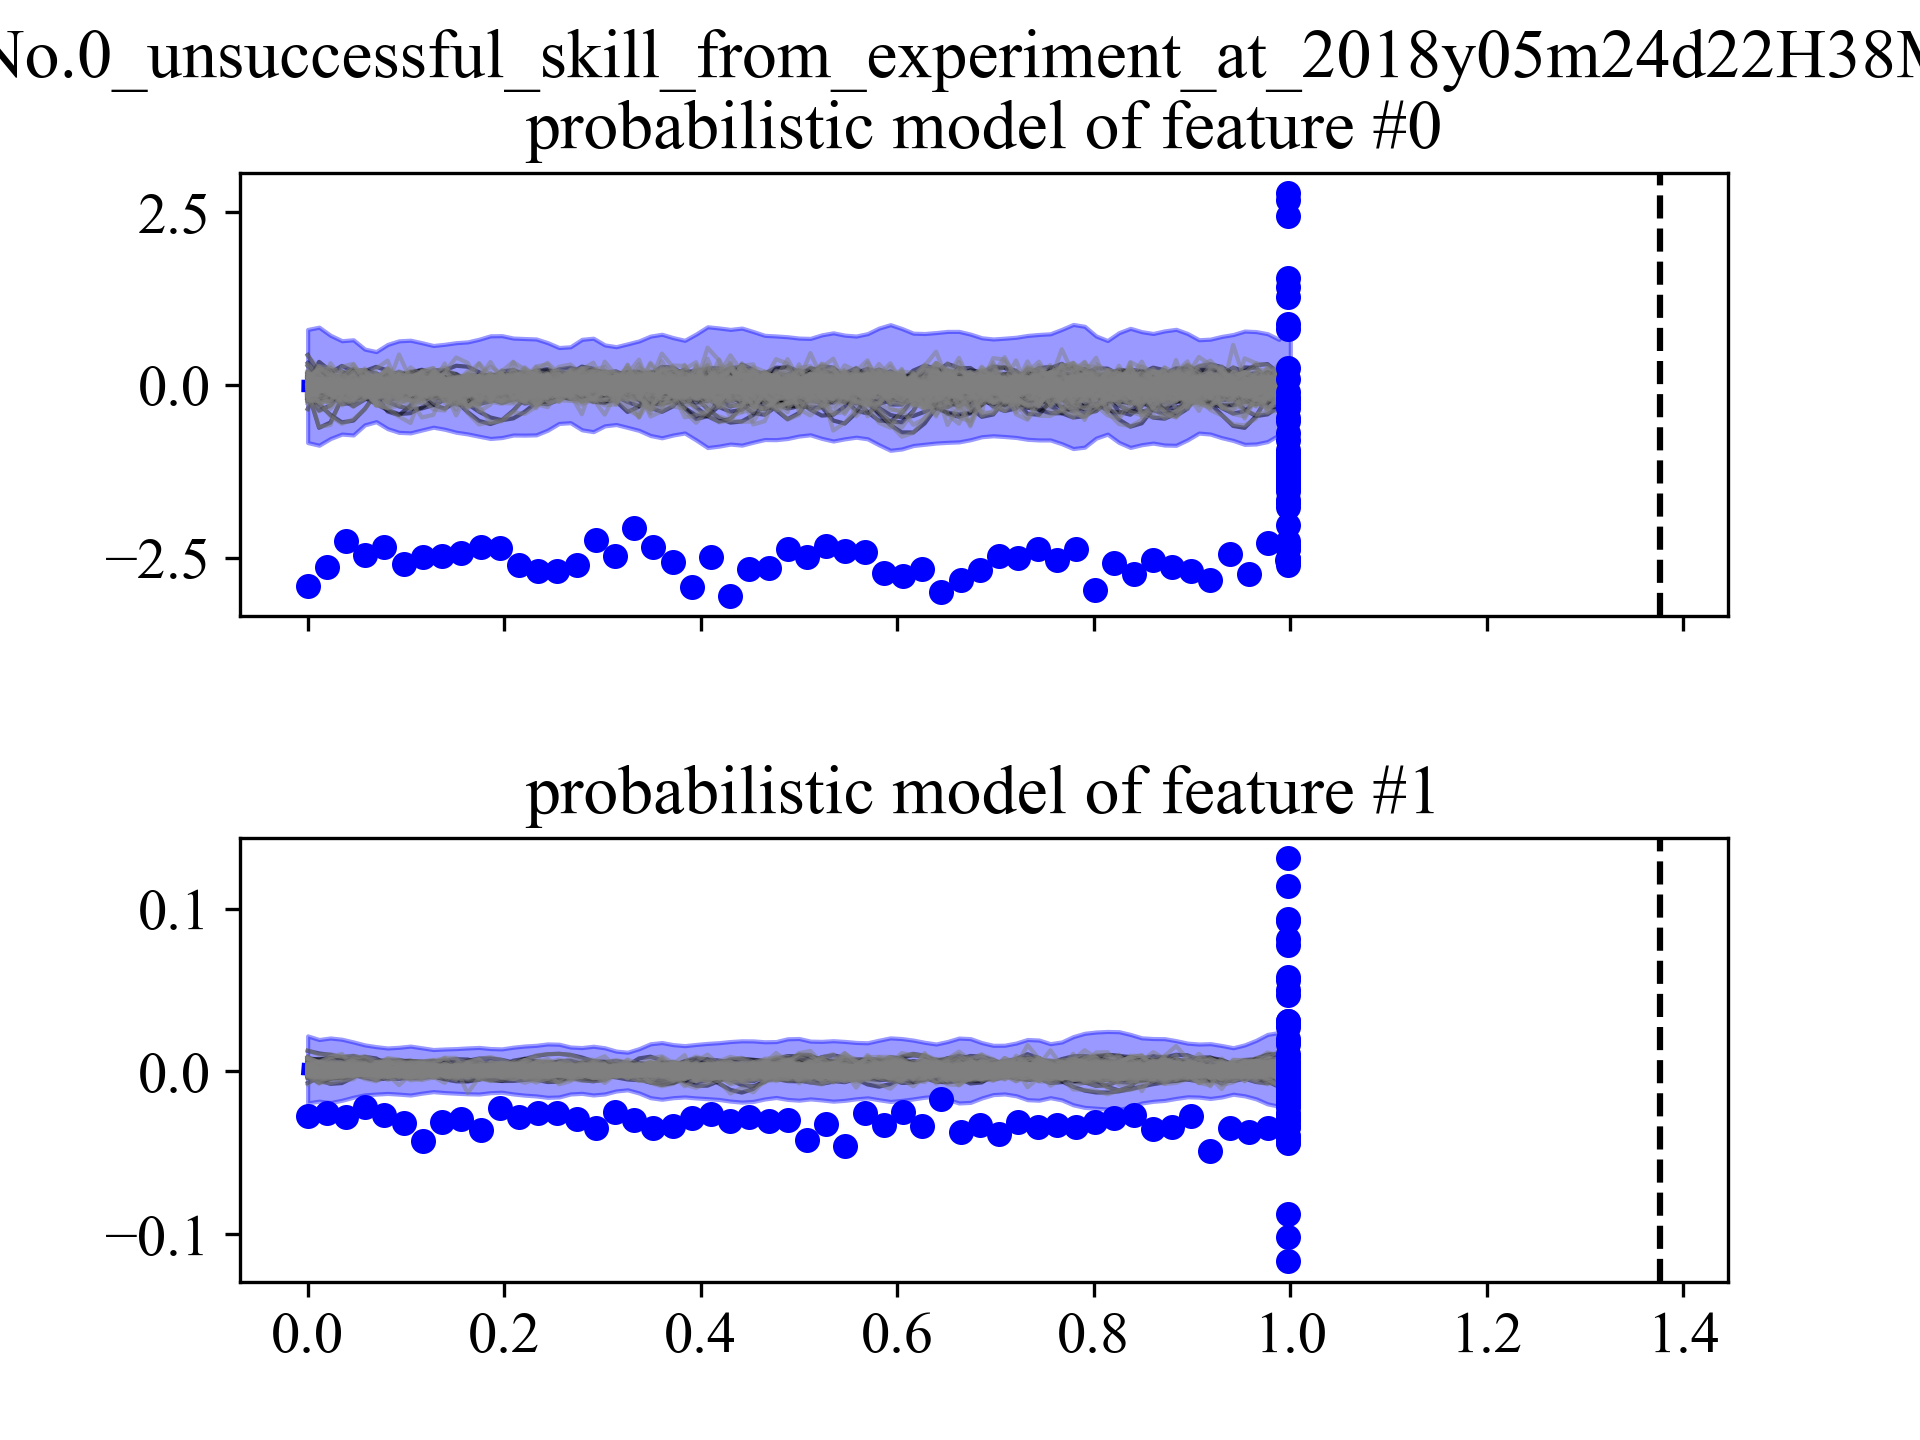 No.0_unsuccessful_skill_from_experiment_at_2018y05m24d22H38M
probabilistic model of feature #0
2.5
0.0
−2.5
probabilistic model of feature #1
0.1
0.0
−0.1
0.0 0.2 0.4 0.6 0.8 1.0 1.2 1.4